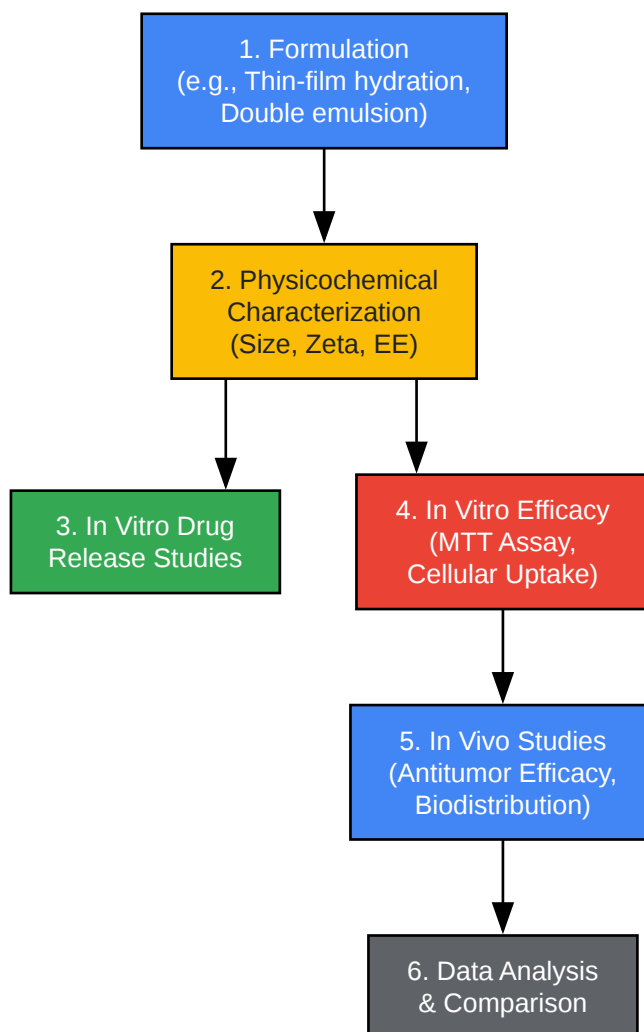 1. Formulation
(e.g., Thin-film hydration,
Double emulsion)
2. Physicochemical
Characterization
(Size, Zeta, EE)
3. In Vitro Drug
Release Studies
4. In Vitro Efficacy
(MTT Assay,
Cellular Uptake)
5. In Vivo Studies
(Antitumor Efficacy,
Biodistribution)
6. Data Analysis
& Comparison